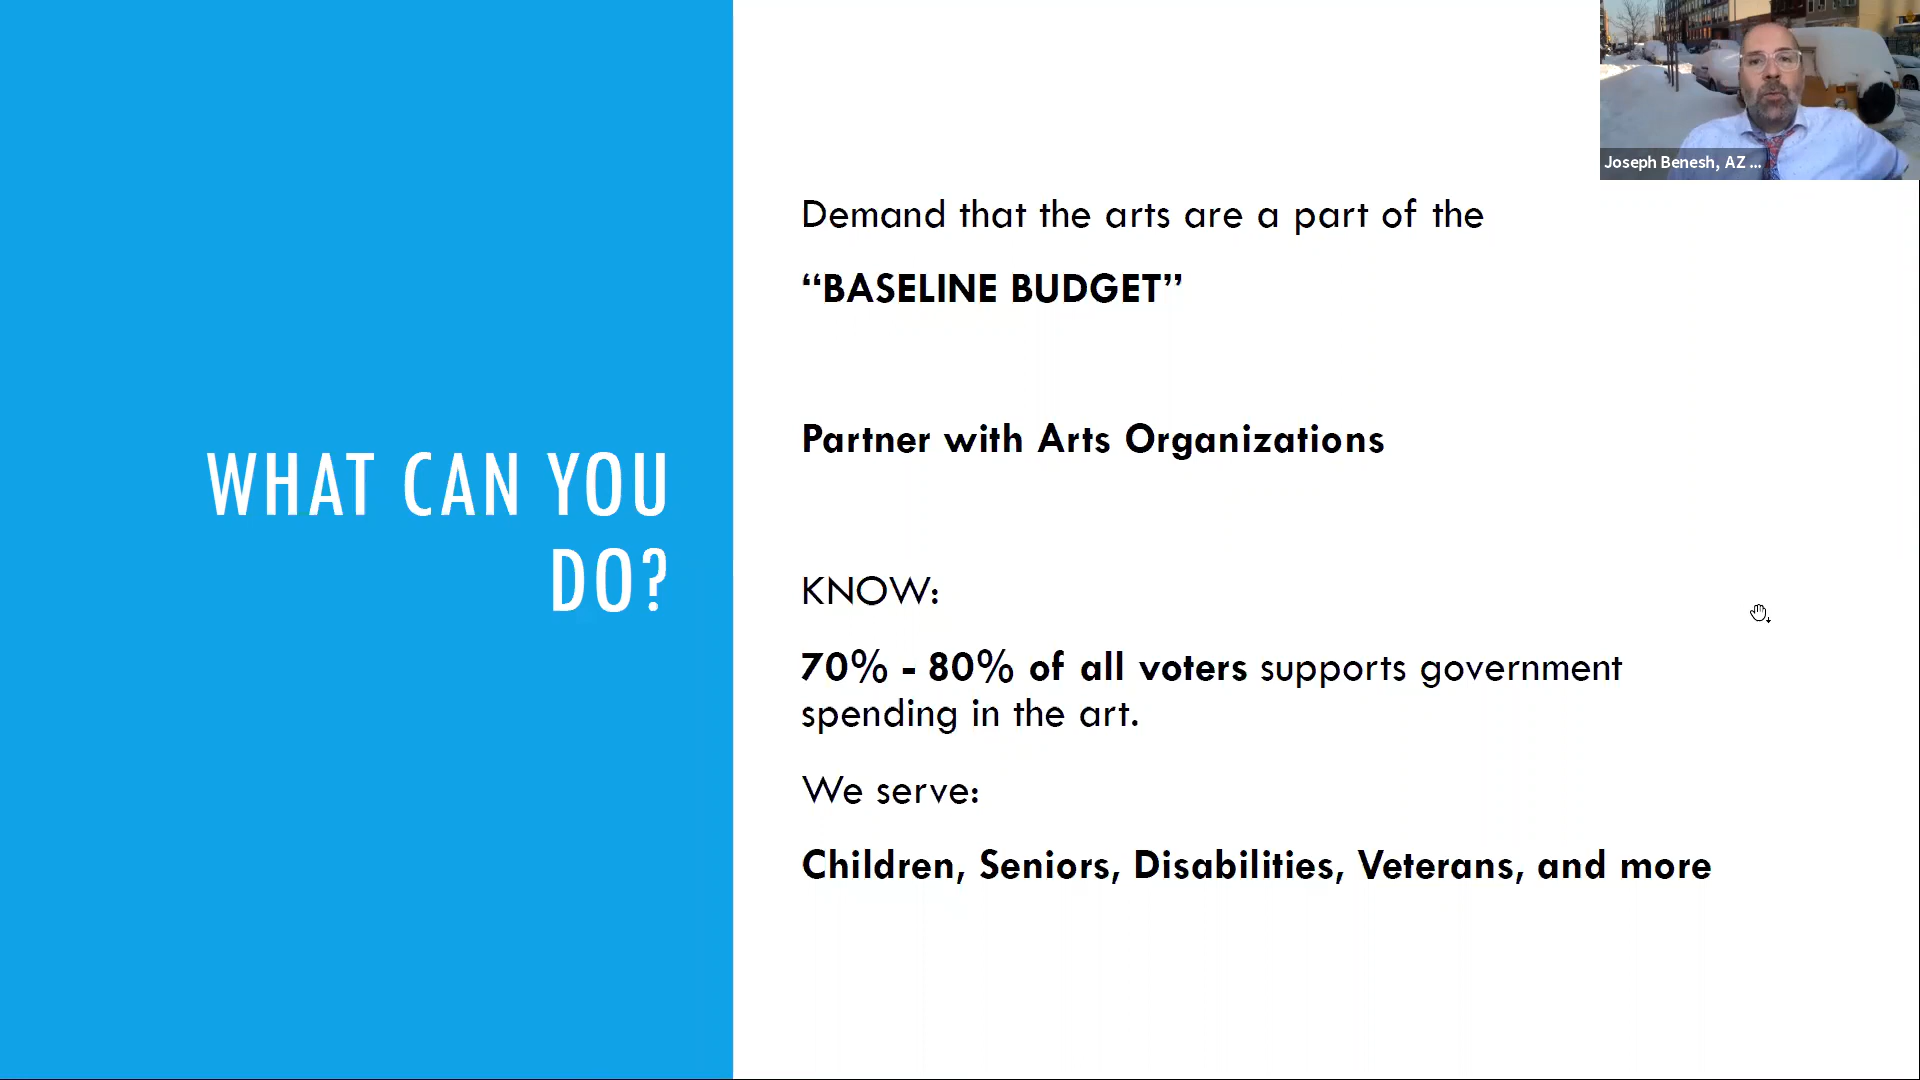 WHAT CAN YOU
DO?
Demand that the arts are a part of the
“BASELINE BUDGET”
Partner with Arts Organizations
KNOW:
70% - 80% of all voters supports government
spending in the art.
We serve:
Children, Seniors, Disabilities, Veterans, and more
Joseph Benesh, AZ ...